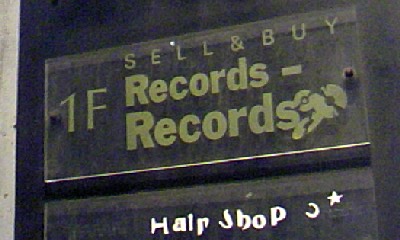 SELL & BUY
1F Records -
Records
Hair Shop